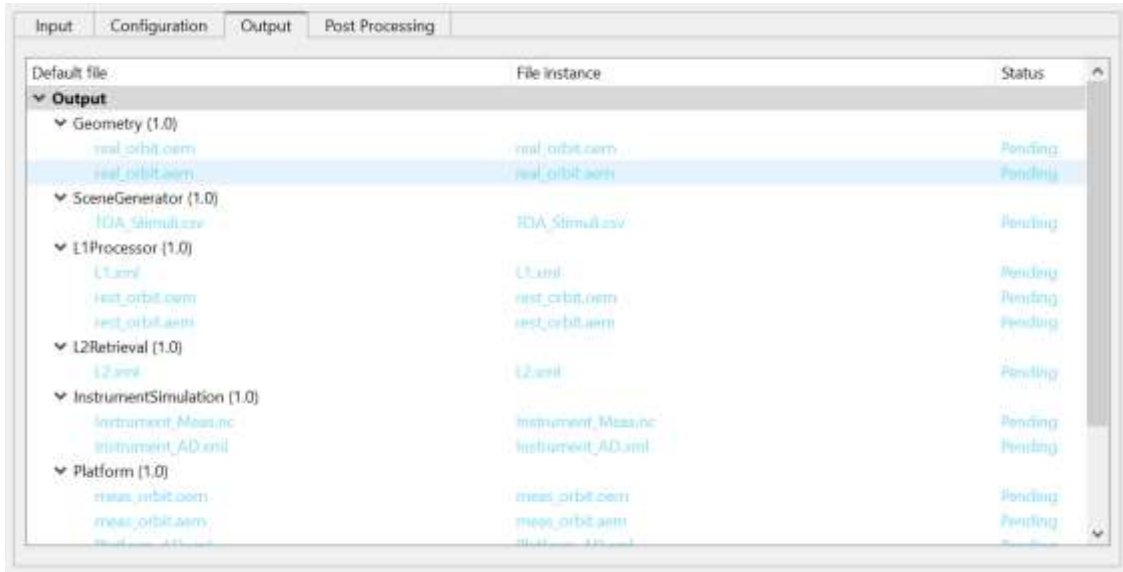 Input Configuration Output Post Processing
Default file File instance Status
Output
Geometry (1.0)
real_orbit.oem real_orbit.oem Pending
real_orbit.aem real_orbit.aem Pending
SceneGenerator (1.0)
TOA_Stimuli.csv TOA_Stimuli.csv Pending
L1Processor (1.0)
L1.xml L1.xml Pending
rest_orbit.oem rest_orbit.oem Pending
rest_orbit.aem rest_orbit.aem Pending
L2Retrieval (1.0)
L2.xml L2.xml Pending
InstrumentSimulation (1.0)
Instrument_Meas.nc Instrument_Meas.nc Pending
Instrument_AD.xml Instrument_AD.xml Pending
Platform (1.0)
meas_orbit.oem meas_orbit.oem Pending
meas_orbit.aem meas_orbit.aem Pending